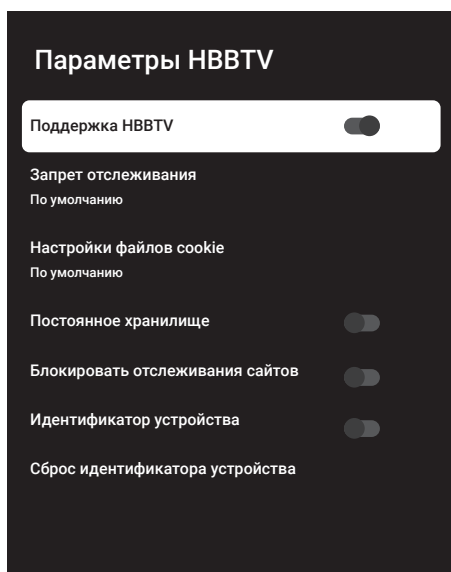 Параметры HBBTV
Поддержка HBBTV
Запрет отслеживания
По умолчанию
Настройки файлов cookie
По умолчанию
Постоянное хранилище
Блокировать отслеживания сайтов
Идентификатор устройства
Сброс идентификатора устройства